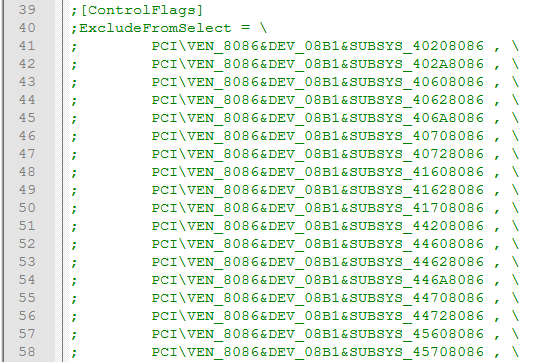 39 ;[ControlFlags]
40 ;ExcludeFromSelect = \
41 ; PCI\VEN_8086&DEV_08B1&SUBSYS_40208086 , \
42 ; PCI\VEN_8086&DEV_08B1&SUBSYS_402A8086 , \
43 ; PCI\VEN_8086&DEV_08B1&SUBSYS_40608086 , \
44 ; PCI\VEN_8086&DEV_08B1&SUBSYS_40628086 , \
45 ; PCI\VEN_8086&DEV_08B1&SUBSYS_406A8086 , \
46 ; PCI\VEN_8086&DEV_08B1&SUBSYS_40708086 , \
47 ; PCI\VEN_8086&DEV_08B1&SUBSYS_40728086 , \
48 ; PCI\VEN_8086&DEV_08B1&SUBSYS_41608086 , \
49 ; PCI\VEN_8086&DEV_08B1&SUBSYS_41628086 , \
50 ; PCI\VEN_8086&DEV_08B1&SUBSYS_41708086 , \
51 ; PCI\VEN_8086&DEV_08B1&SUBSYS_44208086 , \
52 ; PCI\VEN_8086&DEV_08B1&SUBSYS_44608086 , \
53 ; PCI\VEN_8086&DEV_08B1&SUBSYS_44628086 , \
54 ; PCI\VEN_8086&DEV_08B1&SUBSYS_446A8086 , \
55 ; PCI\VEN_8086&DEV_08B1&SUBSYS_44708086 , \
56 ; PCI\VEN_8086&DEV_08B1&SUBSYS_44728086 , \
57 ; PCI\VEN_8086&DEV_08B1&SUBSYS_45608086 , \
58 ; PCI\VEN_8086&DEV_08B1&SUBSYS_45708086 , \